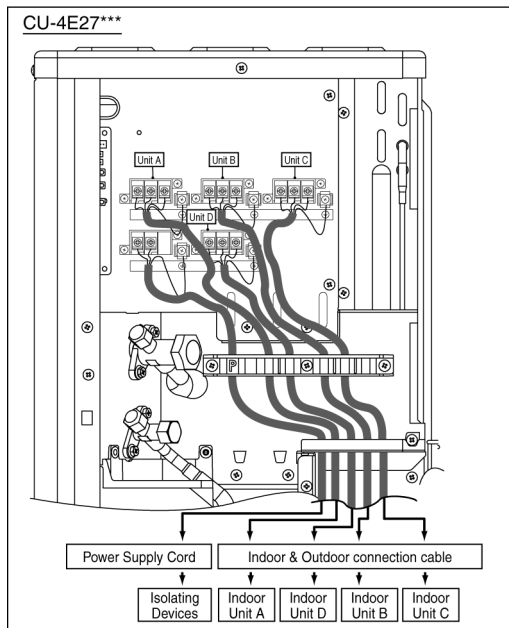 CU-4E27***
Unit A
Unit B
Unit C
Unit D
P
Power Supply Cord
Indoor & Outdoor connection cable
Isolating
Devices
Indoor
Unit A
Indoor
Unit D
Indoor
Unit B
Indoor
Unit C